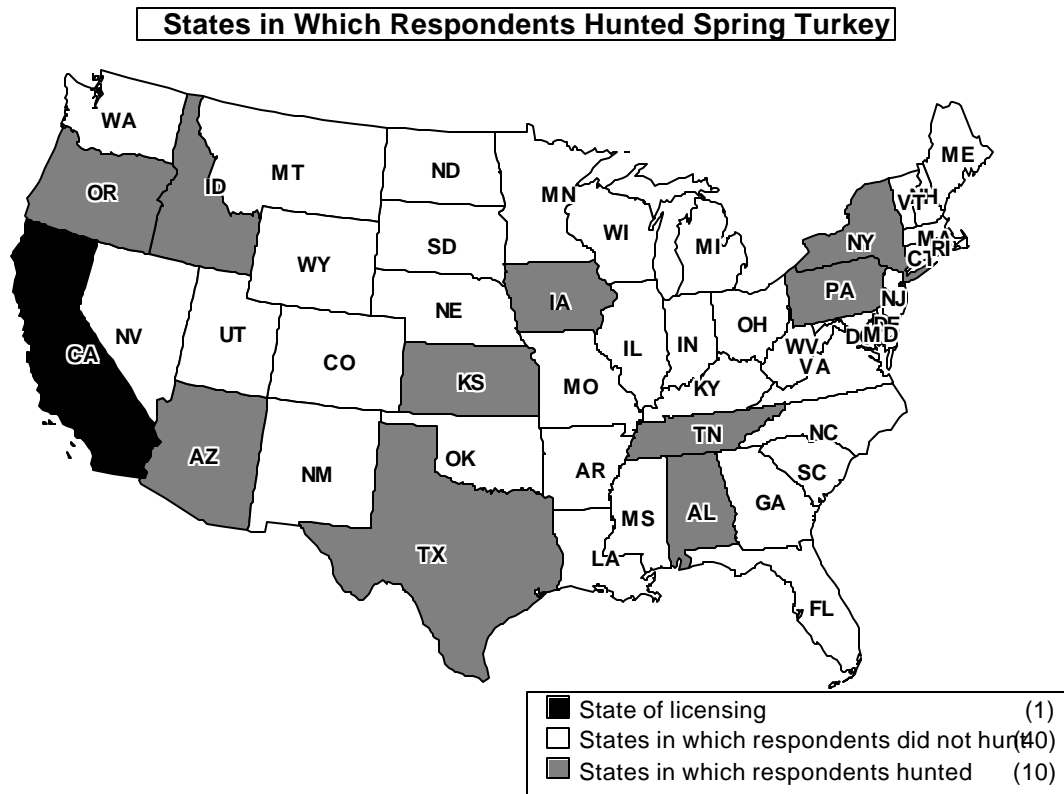 States in Which Respondents Hunted Spring Turkey
WA
MT
ND
MN
ME
OR
ID
SD
WI
MI
VT
NH
NY
MA
RI
CT
WY
IA
PA
NE
NJ
NV
UT
CO
IL
IN
OH
DE
DC
MD
WV
VA
CA
KS
MO
KY
AZ
NM
OK
AR
TN
NC
SC
MS
AL
GA
TX
LA
FL
State of licensing (1)
States in which respondents did not hunt (40)
States in which respondents hunted (10)